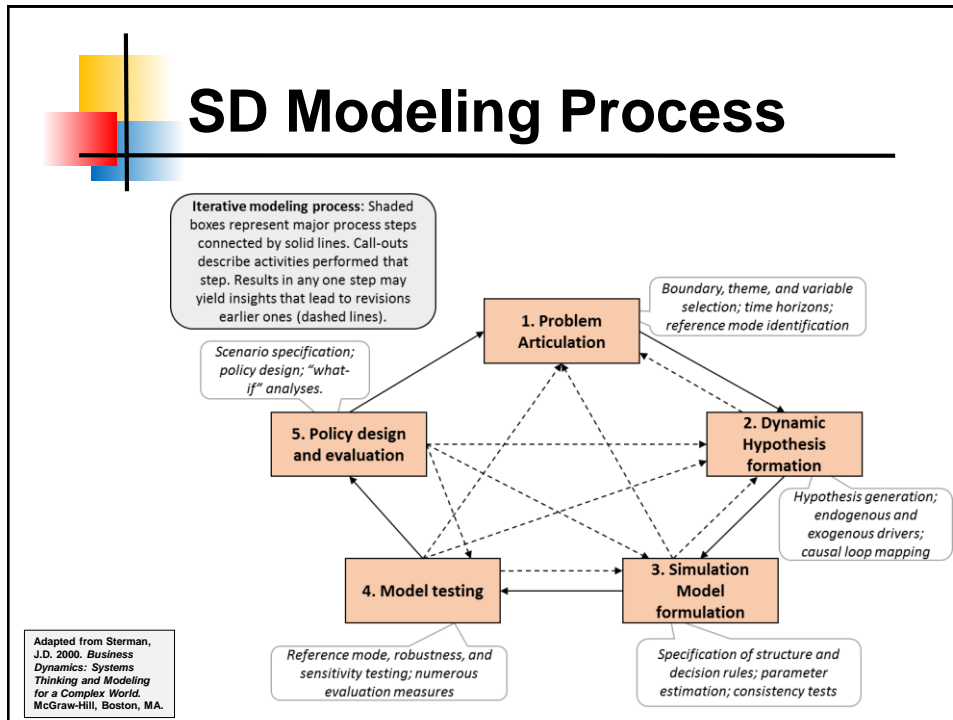 SD Modeling Process
Iterative modeling process: Shaded
boxes represent major process steps
connected by solid lines. Call-outs
describe activities performed that
step. Results in any one step may
yield insights that lead to revisions
earlier ones (dashed lines).
Boundary, theme, and variable
selection; time horizons;
reference mode identification
1. Problem
Articulation
Scenario specification;
policy design; “what-
if” analyses.
5. Policy design
and evaluation
2. Dynamic
Hypothesis
formation
Hypothesis generation;
endogenous and
exogenous drivers;
causal loop mapping
4. Model testing
3. Simulation
Model
formulation
Reference mode, robustness, and
sensitivity testing; numerous
evaluation measures
Specification of structure and
decision rules; parameter
estimation; consistency tests
Adapted from Sterman,
J.D. 2000. Business
Dynamics: Systems
Thinking and Modeling
for a Complex World.
McGraw-Hill, Boston, MA.